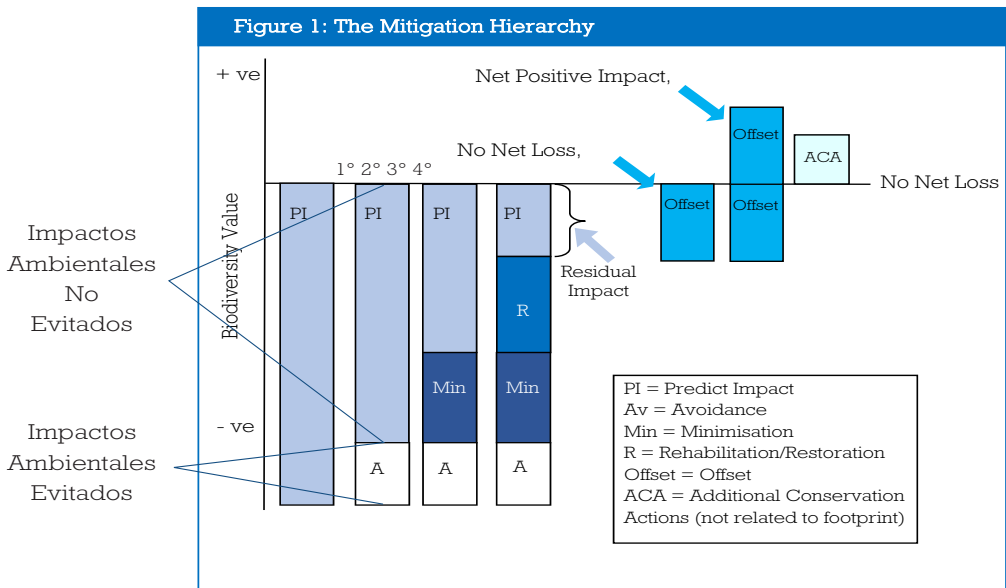 Figure 1: The Mitigation Hierarchy
+ ve
Net Positive Impact,
No Net Loss,
1° 2° 3° 4°
Offset
ACA
No Net Loss
PI
PI
PI
PI
Offset
Offset
Biodiversity Value
Impactos
Ambientales
No
Evitados
Residual
Impact
R
Min
Min
- ve
Impactos
Ambientales
Evitados
A
A
A
PI = Predict Impact
Av = Avoidance
Min = Minimisation
R = Rehabilitation/Restoration
Offset = Offset
ACA = Additional Conservation
Actions (not related to footprint)